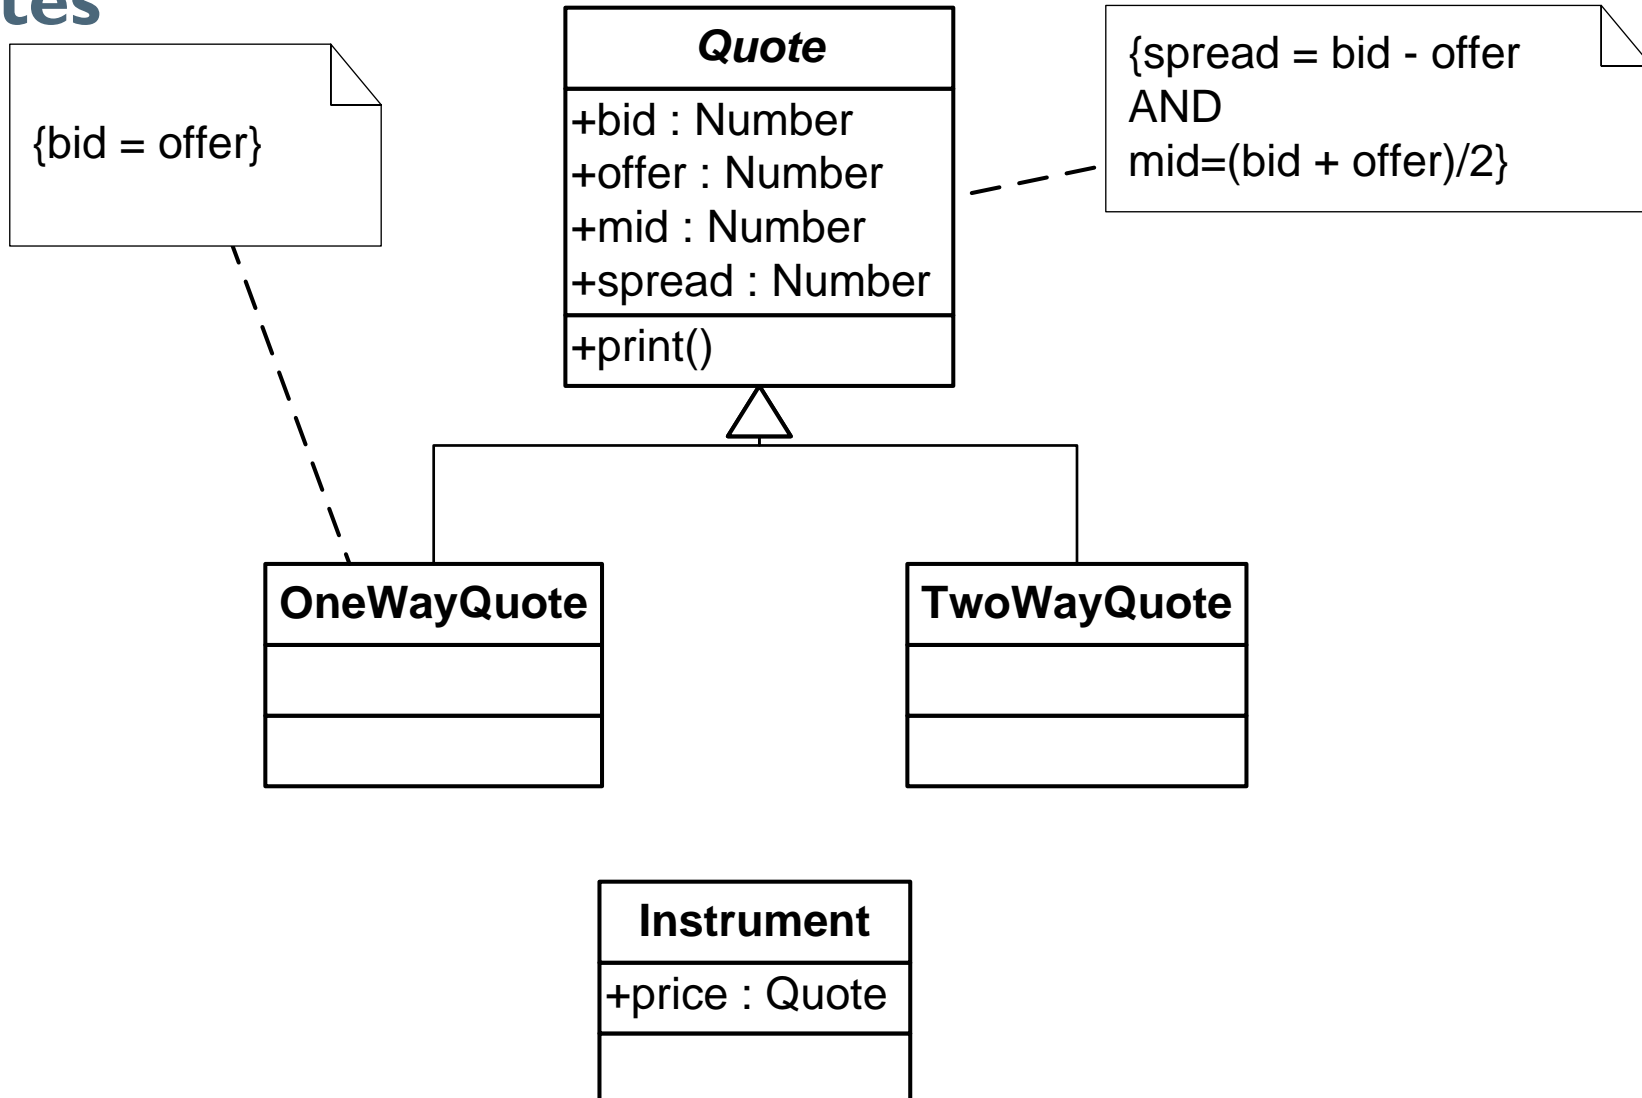 {bid = offer}
Quote
+bid : Number
+offer : Number
+mid : Number
+spread : Number
+print()
{spread = bid - offer
AND
mid=(bid + offer)/2}
OneWayQuote
TwoWayQuote
Instrument
+price : Quote